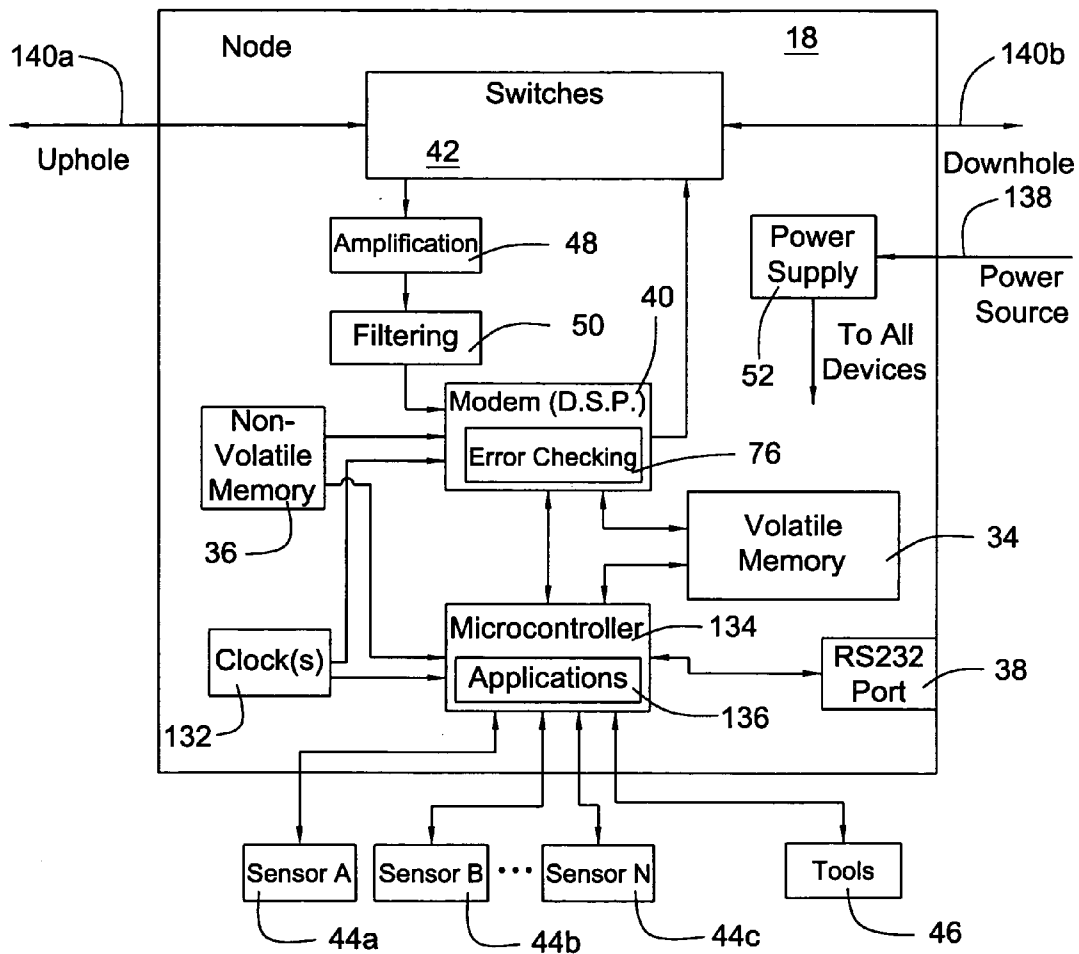 Node
18
140a
140b
Switches
42
Uphole
Downhole
138
Amplification
48
Power
Supply
Power
Source
40
Filtering
50
To All
Devices
52
Modem (D.S.P.)
Non-
Volatile
Memory
Error Checking
76
36
Volatile
Memory
34
Microcontroller
134
Clock(s)
Applications
136
RS232
Port
38
132
Sensor A
Sensor B
•••
Sensor N
Tools
44a
44b
44c
46